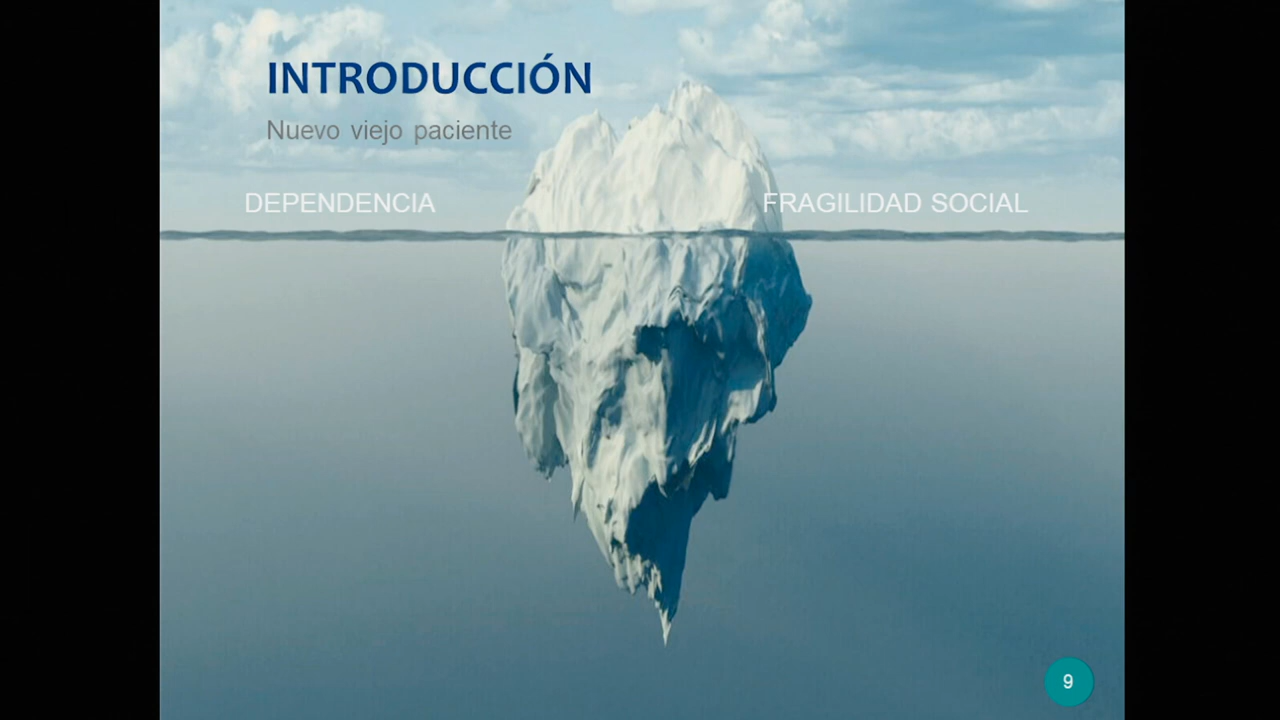 INTRODUCCIÓN
Nuevo viejo paciente
DEPENDENCIA
FRAGILIDAD SOCIAL
9